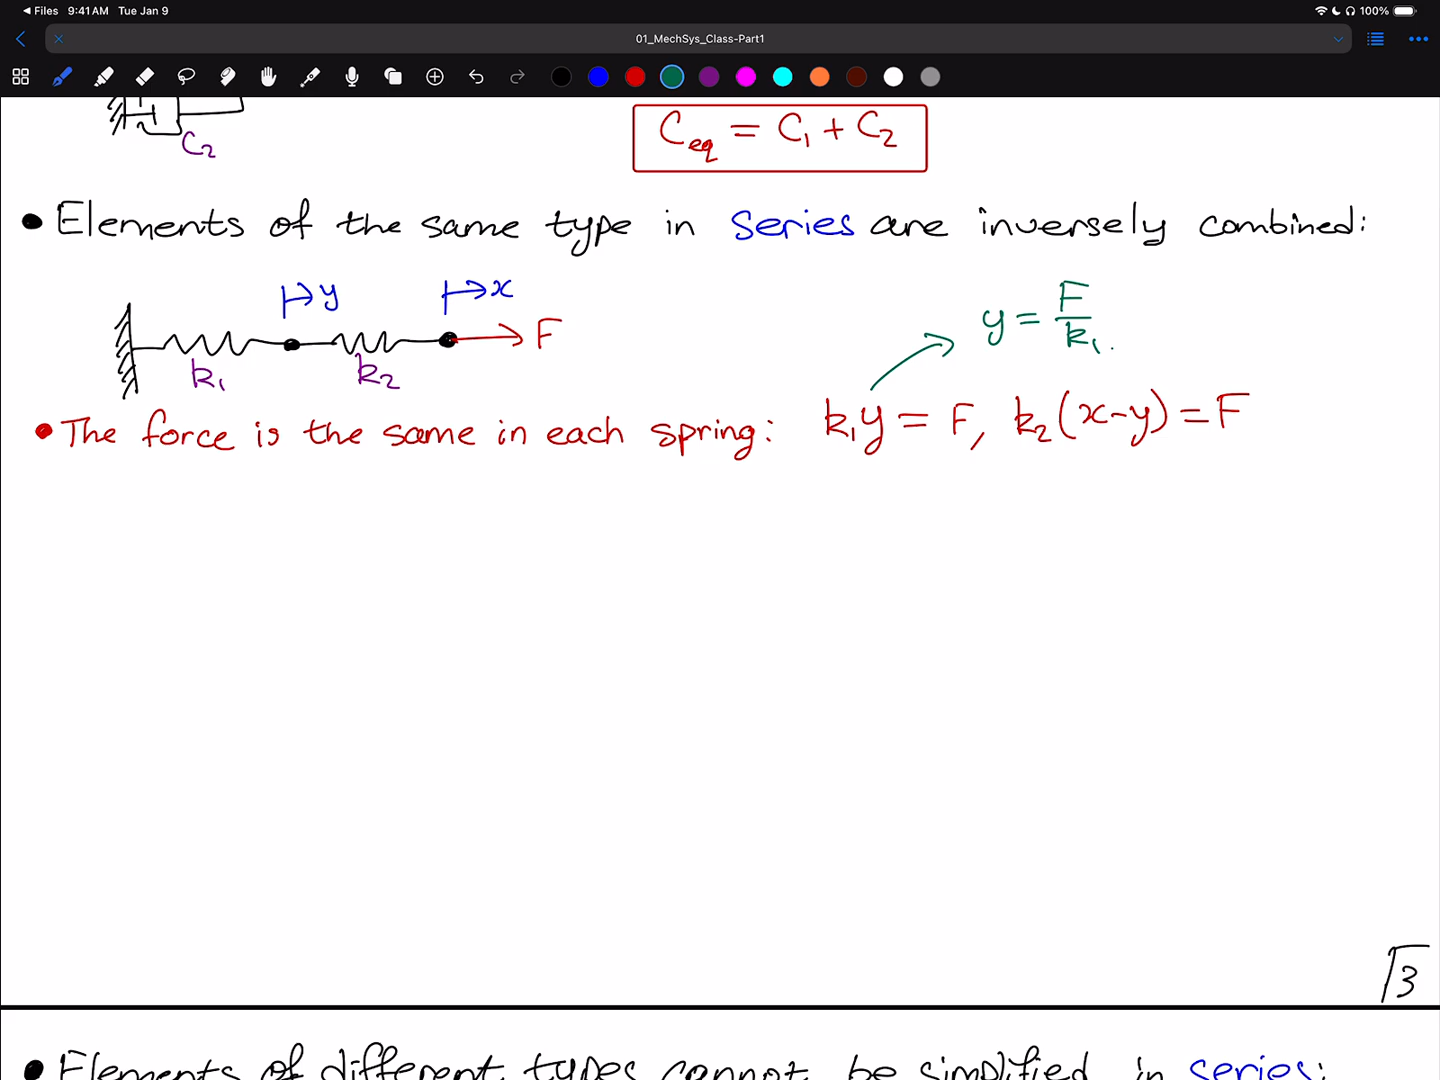 Files 9:41 AM Tue Jan 9 100%
01_MechSys_Class-Part1
C₂
C_eq = C₁ + C₂
• Elements of the same type in series are inversely combined:
y x
F
k₁ k₂
y = F/k₁
• The force is the same in each spring: k₁y = F, k₂(x-y) = F
3
• Elements of different types cannot be simplified in series: